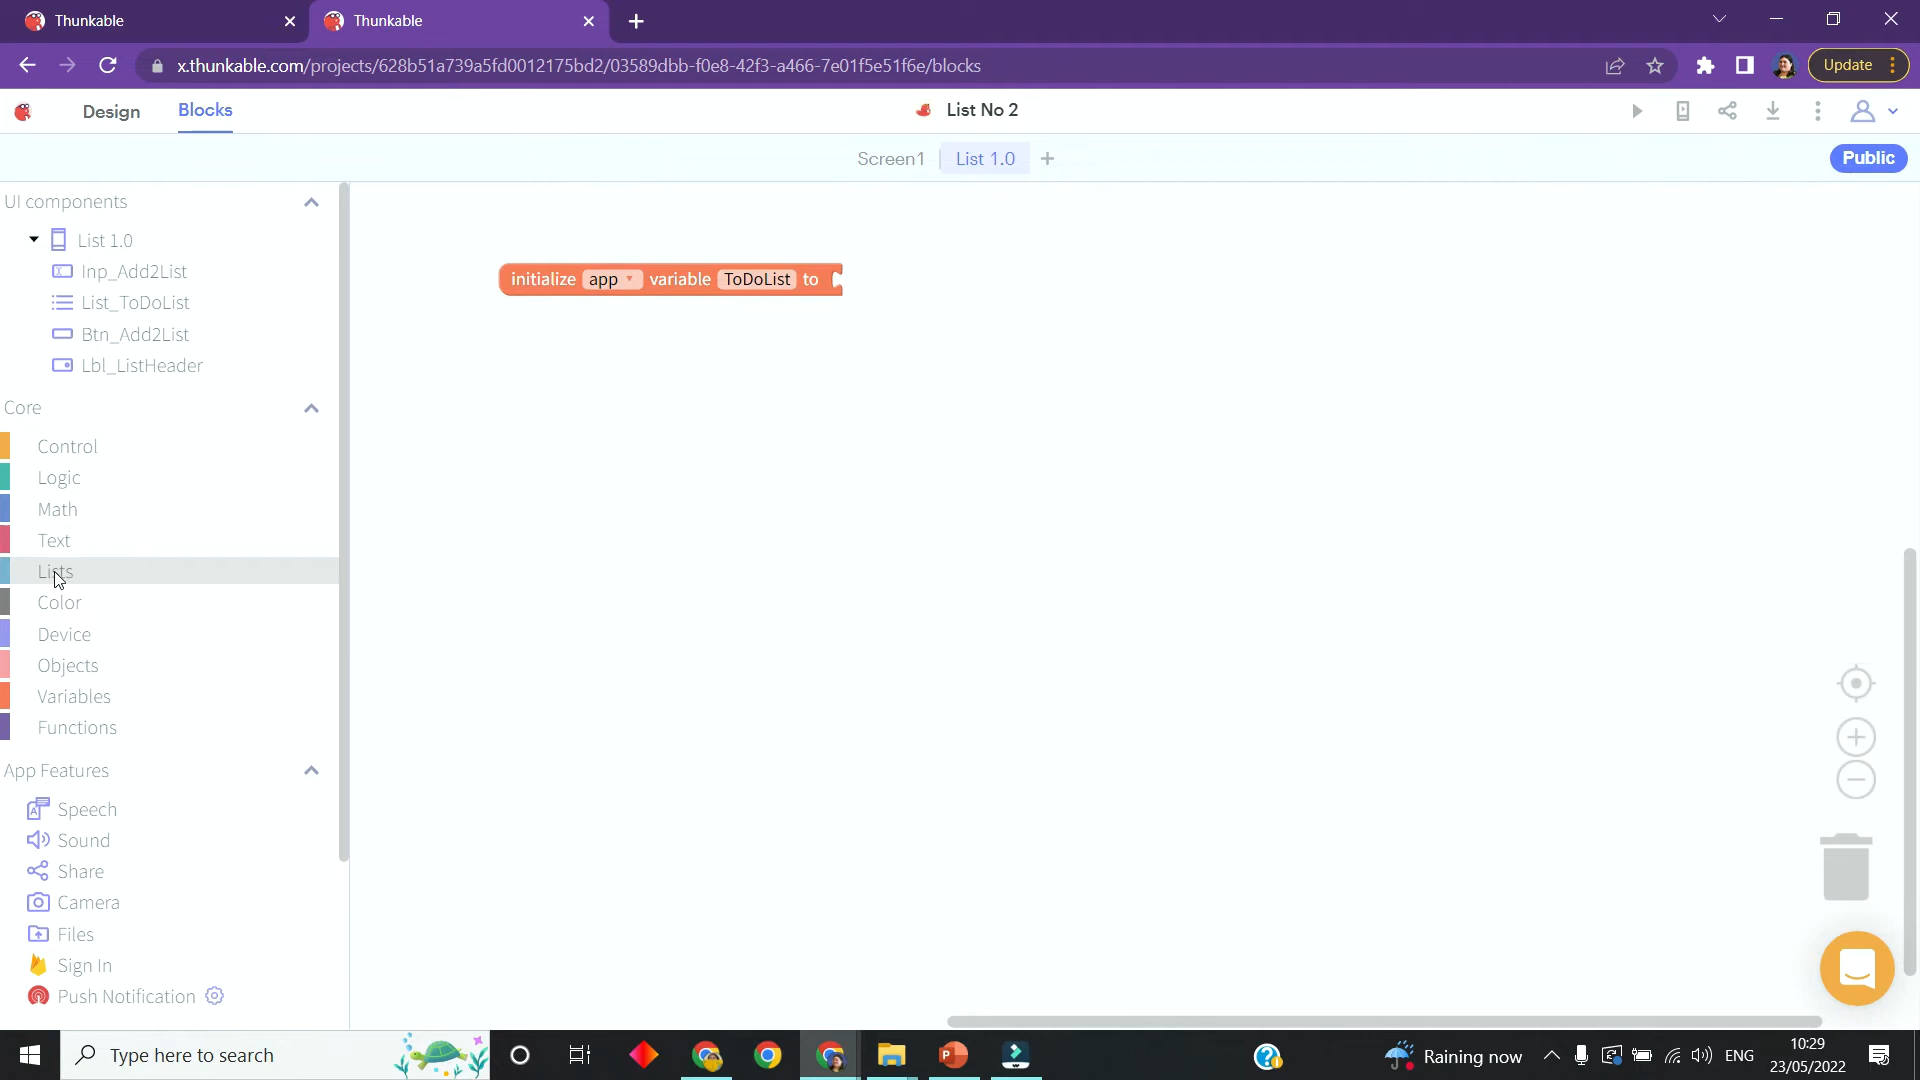 Thunkable
Thunkable
x.thunkable.com/projects/628b51a739a5fd0012175bd2/03589dbb-f0e8-42f3-a466-7e01f5e51f6e/blocks
Update
Design
Blocks
List No 2
Screen1
List 1.0
Public
UI components
List 1.0
Inp_Add2List
List_ToDoList
Btn_Add2List
Lbl_ListHeader
Core
Control
Logic
Math
Text
Lists
Color
Device
Objects
Variables
Functions
App Features
Speech
Sound
Share
Camera
Files
Sign In
Push Notification
initialize app variable ToDoList to
Type here to search
Raining now
ENG
10:29
23/05/2022